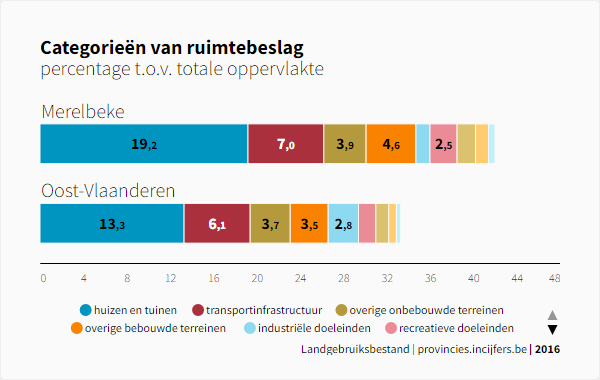 Categorieën van ruimtebeslag
percentage t.o.v. totale oppervlakte
Merelbeke
19,2 7,0 3,9 4,6 2,5
Oost-Vlaanderen
13,3 6,1 3,7 3,5 2,8
0 4 8 12 16 20 24 28 32 36 40 44 48
huizen en tuinen transportinfrastructuur overige onbebouwde terreinen
overige bebouwde terreinen industriële doeleinden recreatieve doeleinden
Landgebruiksbestand | provincies.incijfers.be | 2016